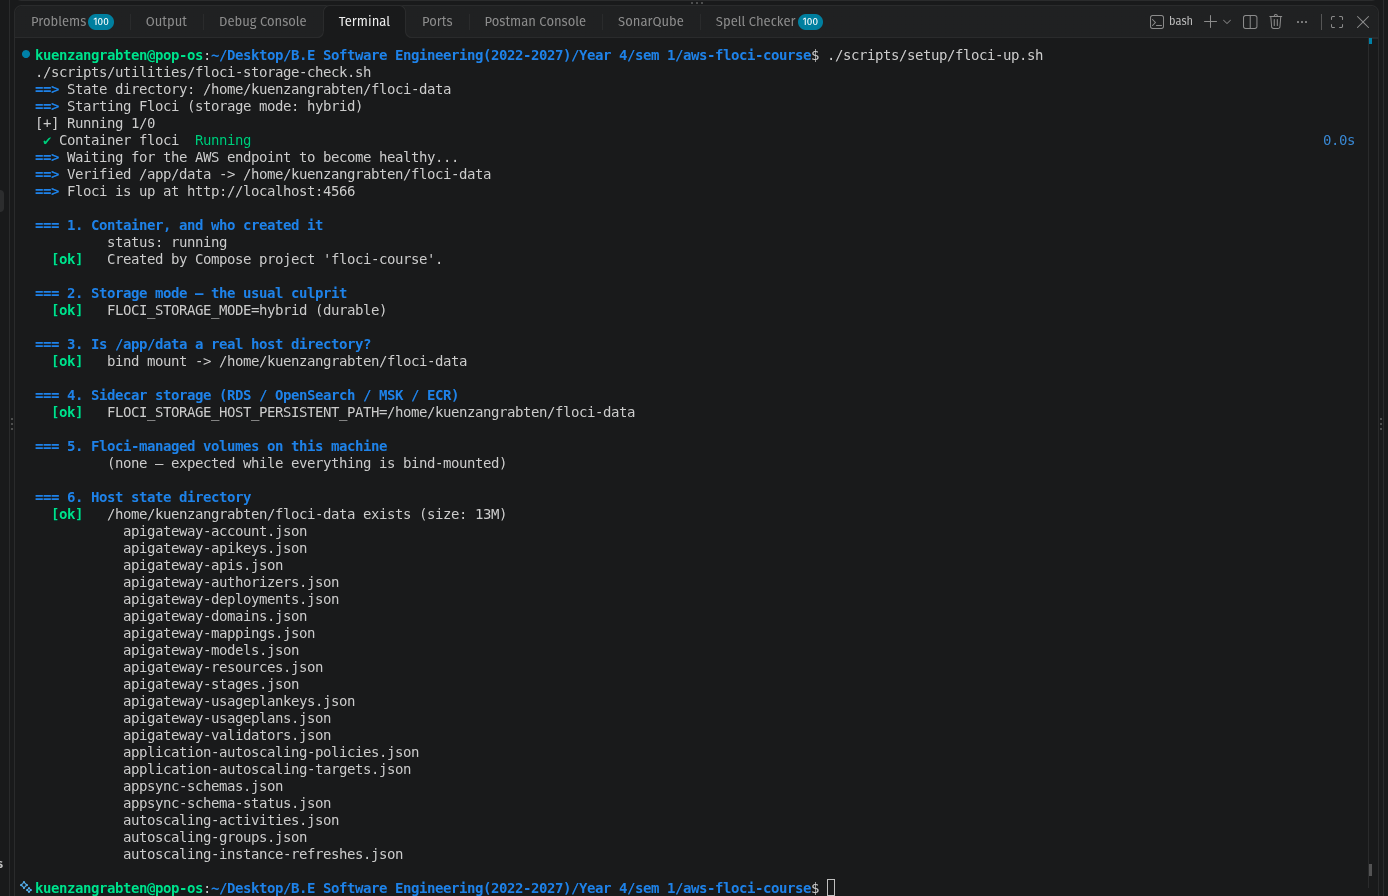 Problems 100 Output Debug Console Terminal Ports Postman Console SonarQube Spell Checker 100 bash
kuenzangrabten@pop-os:~/Desktop/B.E Software Engineering(2022-2027)/Year 4/sem 1/aws-floci-course$ ./scripts/setup/floci-up.sh
./scripts/utilities/floci-storage-check.sh
==> State directory: /home/kuenzangrabten/floci-data
==> Starting Floci (storage mode: hybrid)
[+] Running 1/0
✔ Container floci Running 0.0s
==> Waiting for the AWS endpoint to become healthy...
==> Verified /app/data -> /home/kuenzangrabten/floci-data
==> Floci is up at http://localhost:4566
=== 1. Container, and who created it
status: running
[ok] Created by Compose project 'floci-course'.
=== 2. Storage mode — the usual culprit
[ok] FLOCI_STORAGE_MODE=hybrid (durable)
=== 3. Is /app/data a real host directory?
[ok] bind mount -> /home/kuenzangrabten/floci-data
=== 4. Sidecar storage (RDS / OpenSearch / MSK / ECR)
[ok] FLOCI_STORAGE_HOST_PERSISTENT_PATH=/home/kuenzangrabten/floci-data
=== 5. Floci-managed volumes on this machine
(none — expected while everything is bind-mounted)
=== 6. Host state directory
[ok] /home/kuenzangrabten/floci-data exists (size: 13M)
apigateway-account.json
apigateway-apikeys.json
apigateway-apis.json
apigateway-authorizers.json
apigateway-deployments.json
apigateway-domains.json
apigateway-mappings.json
apigateway-models.json
apigateway-resources.json
apigateway-stages.json
apigateway-usageplankeys.json
apigateway-usageplans.json
apigateway-validators.json
application-autoscaling-policies.json
application-autoscaling-targets.json
appsync-schemas.json
appsync-schema-status.json
autoscaling-activities.json
autoscaling-groups.json
autoscaling-instance-refreshes.json
kuenzangrabten@pop-os:~/Desktop/B.E Software Engineering(2022-2027)/Year 4/sem 1/aws-floci-course$